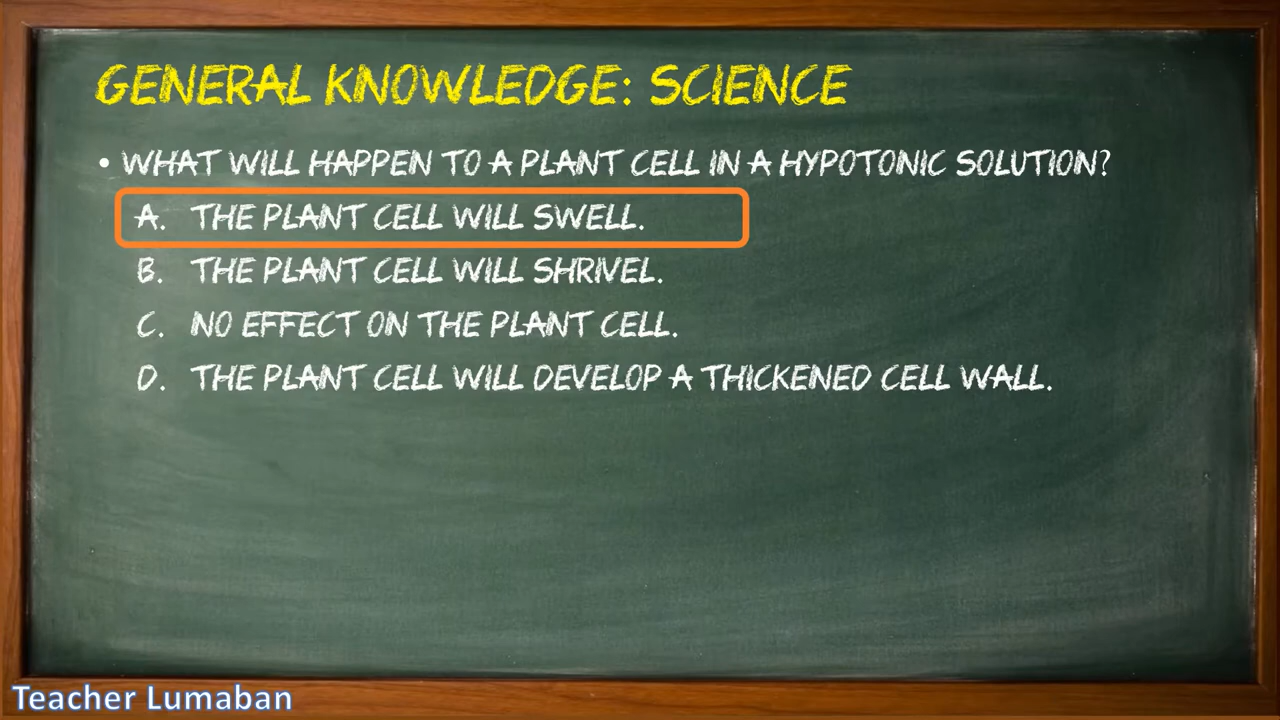 GENERAL KNOWLEDGE: SCIENCE
• WHAT WILL HAPPEN TO A PLANT CELL IN A HYPOTONIC SOLUTION?
A. THE PLANT CELL WILL SWELL.
B. THE PLANT CELL WILL SHRIVEL.
C. NO EFFECT ON THE PLANT CELL.
D. THE PLANT CELL WILL DEVELOP A THICKENED CELL WALL.
Teacher Lumaban